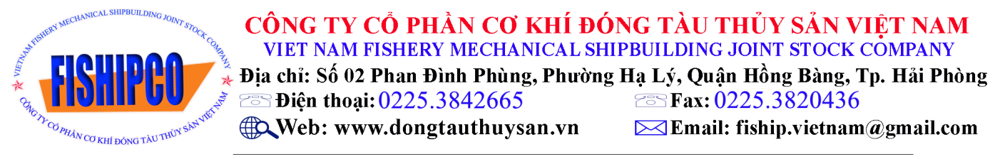 VIETNAM FISHERY MECHANICAL SHIPBUILDING JOINT STOCK COMPANY
FISHIPCO
CÔNG TY CỔ PHẦN CƠ KHÍ ĐÓNG TÀU THỦY SẢN VIỆT NAM
CÔNG TY CỔ PHẦN CƠ KHÍ ĐÓNG TÀU THỦY SẢN VIỆT NAM
VIET NAM FISHERY MECHANICAL SHIPBUILDING JOINT STOCK COMPANY
Địa chỉ: Số 02 Phan Đình Phùng, Phường Hạ Lý, Quận Hồng Bàng, Tp. Hải Phòng
Điện thoại: 0225.3842665 Fax: 0225.3820436
Web: www.dongtauthuysan.vn Email: fiship.vietnam@gmail.com